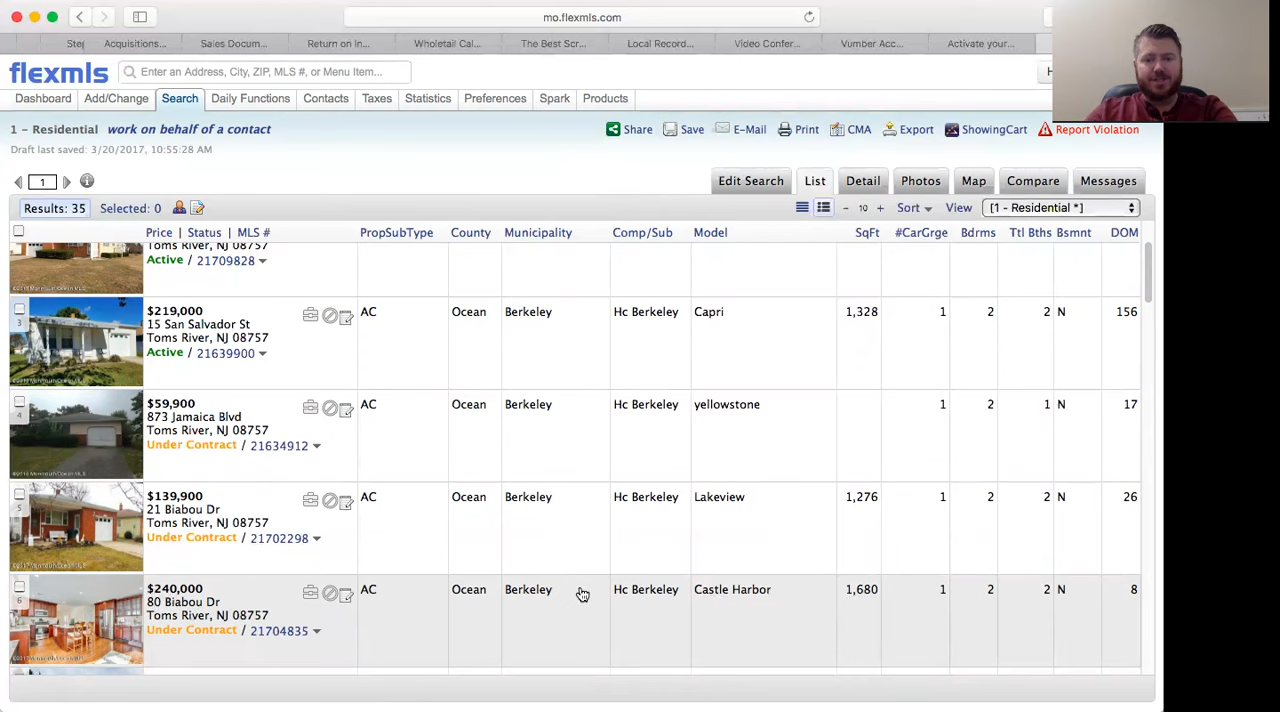 mo.flexmls.com
Ste Acquisitions... Sales Docum... Return on In... Wholetail Cal... The Best Scr... Local Record... Video Confer... Vumber Acc... Activate your...
flexmls Enter an Address, City, ZIP, MLS #, or Menu Item... H
Dashboard Add/Change Search Daily Functions Contacts Taxes Statistics Preferences Spark Products
1 – Residential work on behalf of a contact Share Save E-Mail Print CMA Export ShowingCart Report Violation
Draft last saved: 3/20/2017, 10:55:28 AM
1 Edit Search List Detail Photos Map Compare Messages
Results: 35 Selected: 0 - 10 + Sort View [1 - Residential *]
Price | Status | MLS # PropSubType County Municipality Comp/Sub Model SqFt #CarGrge Bdrms Ttl Bths Bsmnt DOM
Toms River, NJ 08757
Active / 21709828
3 $219,000 AC Ocean Berkeley Hc Berkeley Capri 1,328 1 2 2 N 156
15 San Salvador St
Toms River, NJ 08757
Active / 21639900
4 $59,900 AC Ocean Berkeley Hc Berkeley yellowstone 1 2 1 N 17
873 Jamaica Blvd
Toms River, NJ 08757
Under Contract / 21634912
5 $139,900 AC Ocean Berkeley Hc Berkeley Lakeview 1,276 1 2 2 N 26
21 Biabou Dr
Toms River, NJ 08757
Under Contract / 21702298
6 $240,000 AC Ocean Berkeley Hc Berkeley Castle Harbor 1,680 1 2 2 N 8
80 Biabou Dr
Toms River, NJ 08757
Under Contract / 21704835